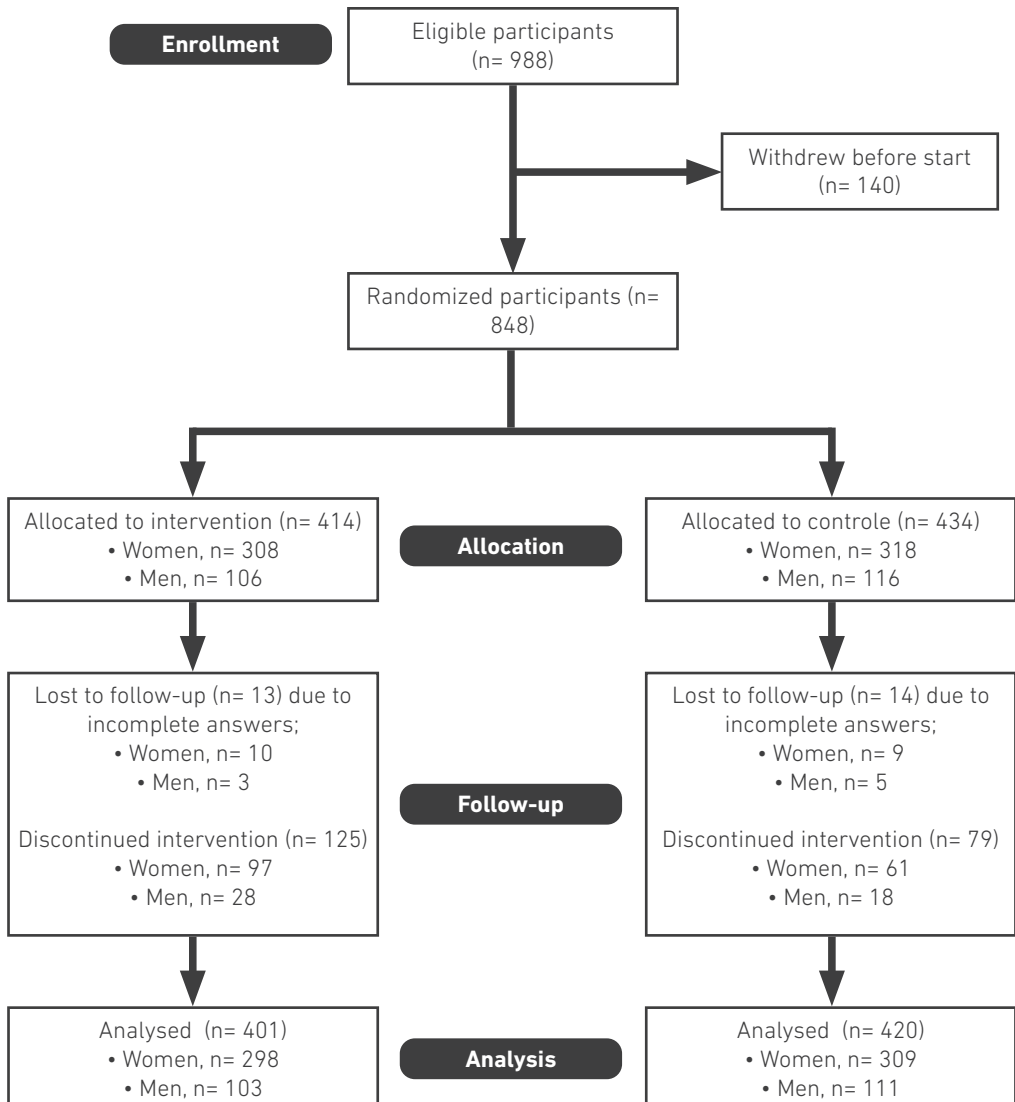 Enrollment
Eligible participants
(n= 988)
Withdrew before start
(n= 140)
Randomized participants (n=
848)
Allocated to intervention (n= 414)
• Women, n= 308
• Men, n= 106
Allocation
Allocated to controle (n= 434)
• Women, n= 318
• Men, n= 116
Lost to follow-up (n= 13) due to
incomplete answers;
• Women, n= 10
• Men, n= 3
Discontinued intervention (n= 125)
• Women, n= 97
• Men, n= 28
Follow-up
Lost to follow-up (n= 14) due to
incomplete answers;
• Women, n= 9
• Men, n= 5
Discontinued intervention (n= 79)
• Women, n= 61
• Men, n= 18
Analysed (n= 401)
• Women, n= 298
• Men, n= 103
Analysis
Analysed (n= 420)
• Women, n= 309
• Men, n= 111